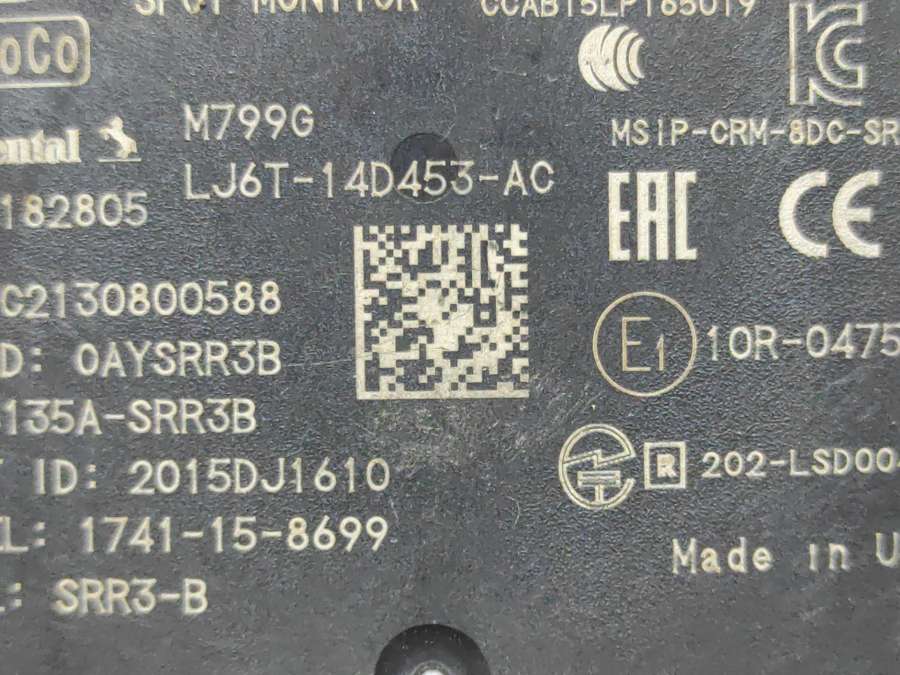 SPOT MONITOR
CCAB15LP1650T9
oCo
M799G
MSIP-CRM-8DC-SR
ental
LJ6T-14D453-AC
182805
EAC
CE
G2130800588
E1
10R-0475
D: 0AYSRR3B
135A-SRR3B
R 202-LSD00
ID: 2015DJ1610
L: 1741-15-8699
Made in U
: SRR3-B